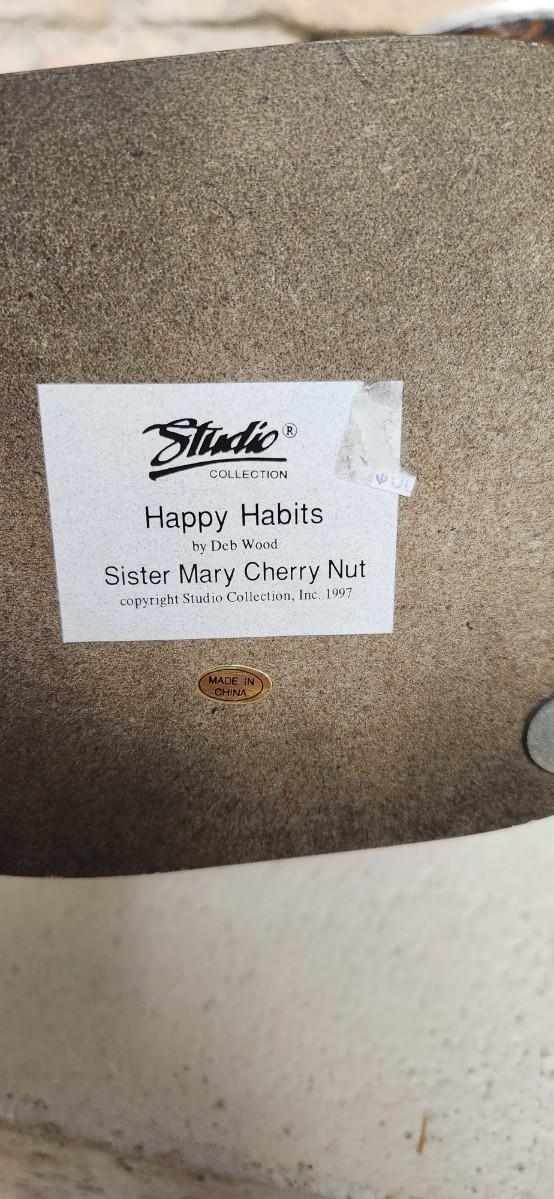 Studio®
COLLECTION
Happy Habits
by Deb Wood
Sister Mary Cherry Nut
copyright Studio Collection, Inc. 1997
MADE IN
CHINA